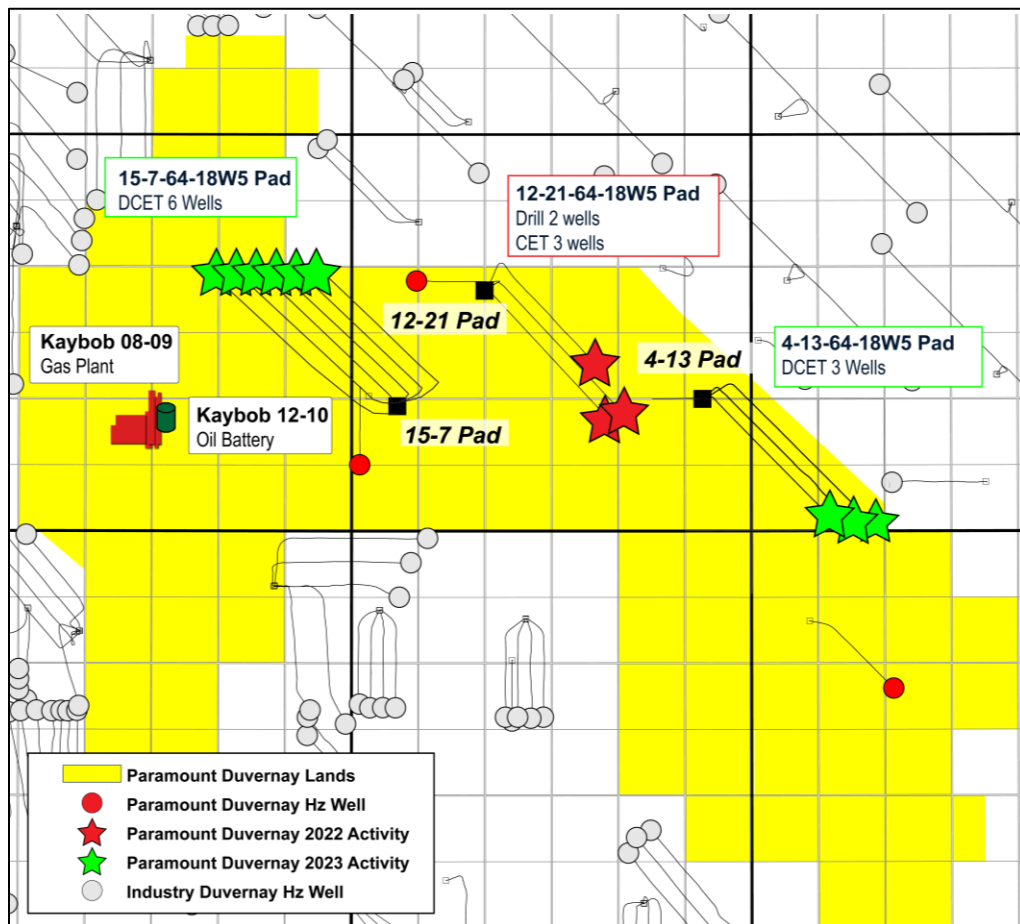 15-7-64-18W5 Pad
DCET 6 Wells
12-21-64-18W5 Pad
Drill 2 wells
CET 3 wells
12-21 Pad
4-13 Pad
4-13-64-18W5 Pad
DCET 3 Wells
Kaybob 08-09
Gas Plant
Kaybob 12-10
Oil Battery
15-7 Pad
Paramount Duvernay Lands
Paramount Duvernay Hz Well
Paramount Duvernay 2022 Activity
Paramount Duvernay 2023 Activity
Industry Duvernay Hz Well